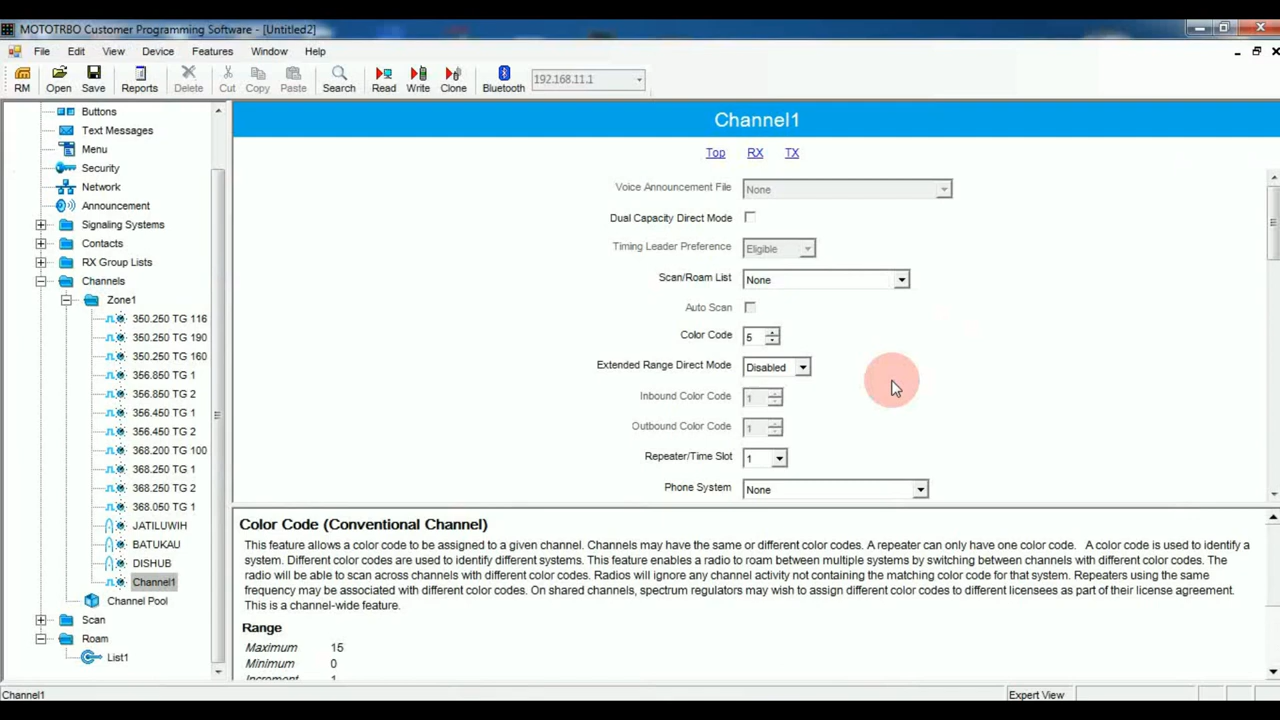 MOTOTRBO Customer Programming Software - [Untitled2]
File Edit View Device Features Window Help
RM Open Save Reports Delete Cut Copy Paste Search Read Write Clone Bluetooth 192.168.11.1
Buttons
Text Messages
Menu
Security
Network
Announcement
Signaling Systems
Contacts
RX Group Lists
Channels
Zone1
350.250 TG 116
350.250 TG 190
350.250 TG 160
356.850 TG 1
356.850 TG 2
356.450 TG 1
356.450 TG 2
368.200 TG 100
368.250 TG 1
368.250 TG 2
368.050 TG 1
JATILUWIH
BATUKAU
DISHUB
Channel1
Channel Pool
Scan
Roam
List1
Channel1
Top RX TX
Voice Announcement File None
Dual Capacity Direct Mode
Timing Leader Preference Eligible
Scan/Roam List None
Auto Scan
Color Code 5
Extended Range Direct Mode Disabled
Inbound Color Code 1
Outbound Color Code 1
Repeater/Time Slot 1
Phone System None
Color Code (Conventional Channel)
This feature allows a color code to be assigned to a given channel. Channels may have the same or different color codes. A repeater can only have one color code. A color code is used to identify a
system. Different color codes are used to identify different systems. This feature enables a radio to roam between multiple systems by switching between channels with different color codes. The
radio will be able to scan across channels with different color codes. Radios will ignore any channel activity not containing the matching color code for that system. Repeaters using the same
frequency may be associated with different color codes. On shared channels, spectrum regulators may wish to assign different color codes to different licensees as part of their license agreement.
This is a channel-wide feature.
Range
Maximum 15
Minimum 0
Increment 1
Channel1 Expert View